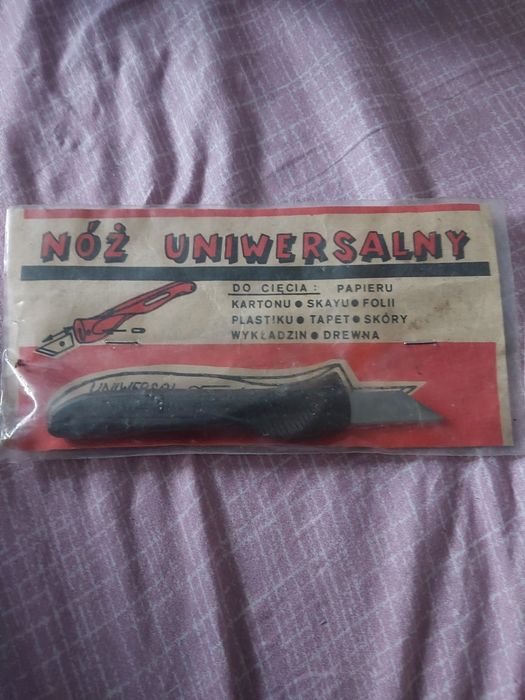 NÓŻ UNIWERSALNY
DO CIĘCIA: PAPIERU
KARTONU ● SKAYU ● FOLII
PLASTIKU ● TAPET ● SKÓRY
WYKŁADZIN ● DREWNA